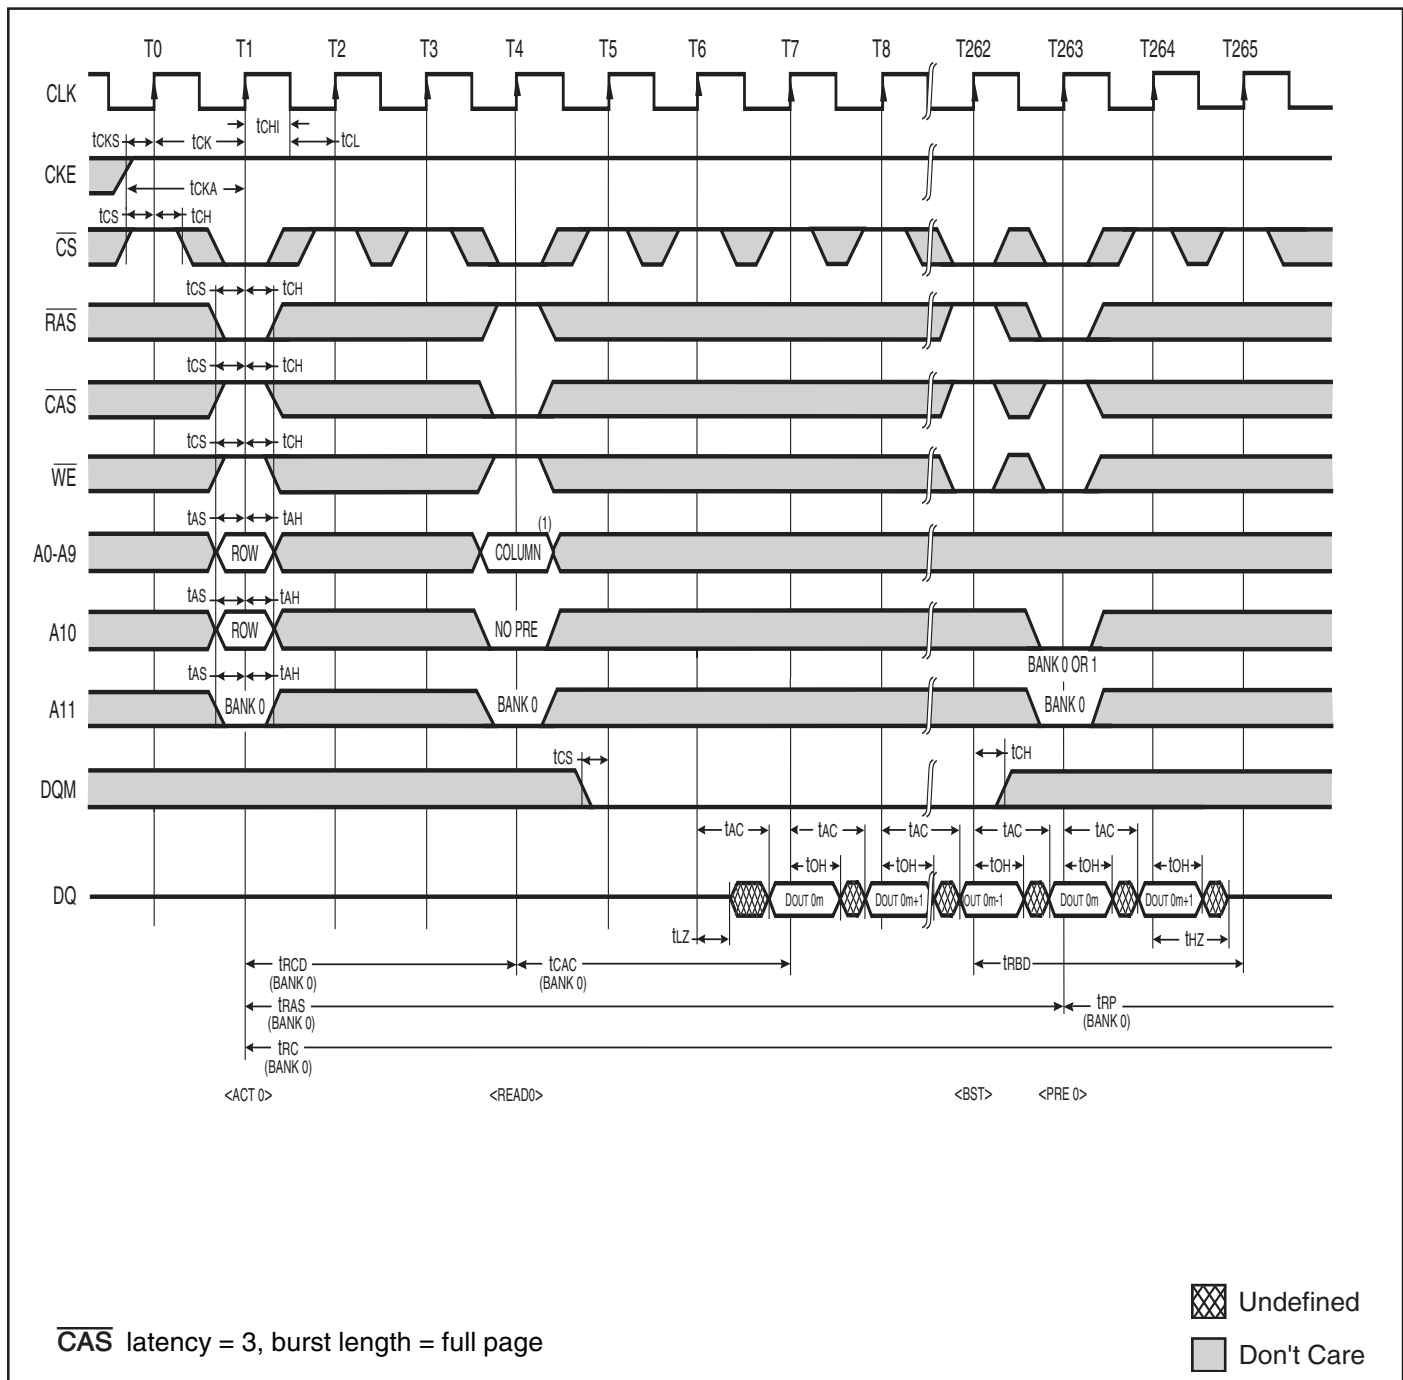 T0 T1 T2 T3 T4 T5 T6 T7 T8 T262 T263 T264 T265
CLK
tCHI
tCKS tCK tCL
CKE
tCKA
tCS tCH
CS
tCS tCH
RAS
tCS tCH
CAS
tCS tCH
WE
tAS tAH (1)
A0-A9 ROW COLUMN
tAS tAH
A10 ROW NO PRE
BANK 0 OR 1
tAS tAH
A11 BANK 0 BANK 0 BANK 0
tCS tCH
DQM
tAC tAC tAC tAC tAC
tOH tOH tOH tOH tOH
DQ DOUT 0m DOUT 0m+1 OUT 0m-1 DOUT 0m DOUT 0m+1
tLZ tHZ
tRCD tCAC tRBD
(BANK 0) (BANK 0)
tRAS tRP
(BANK 0) (BANK 0)
tRC
(BANK 0)
<ACT 0> <READ0> <BST> <PRE 0>
Undefined
CAS latency = 3, burst length = full page
Don't Care